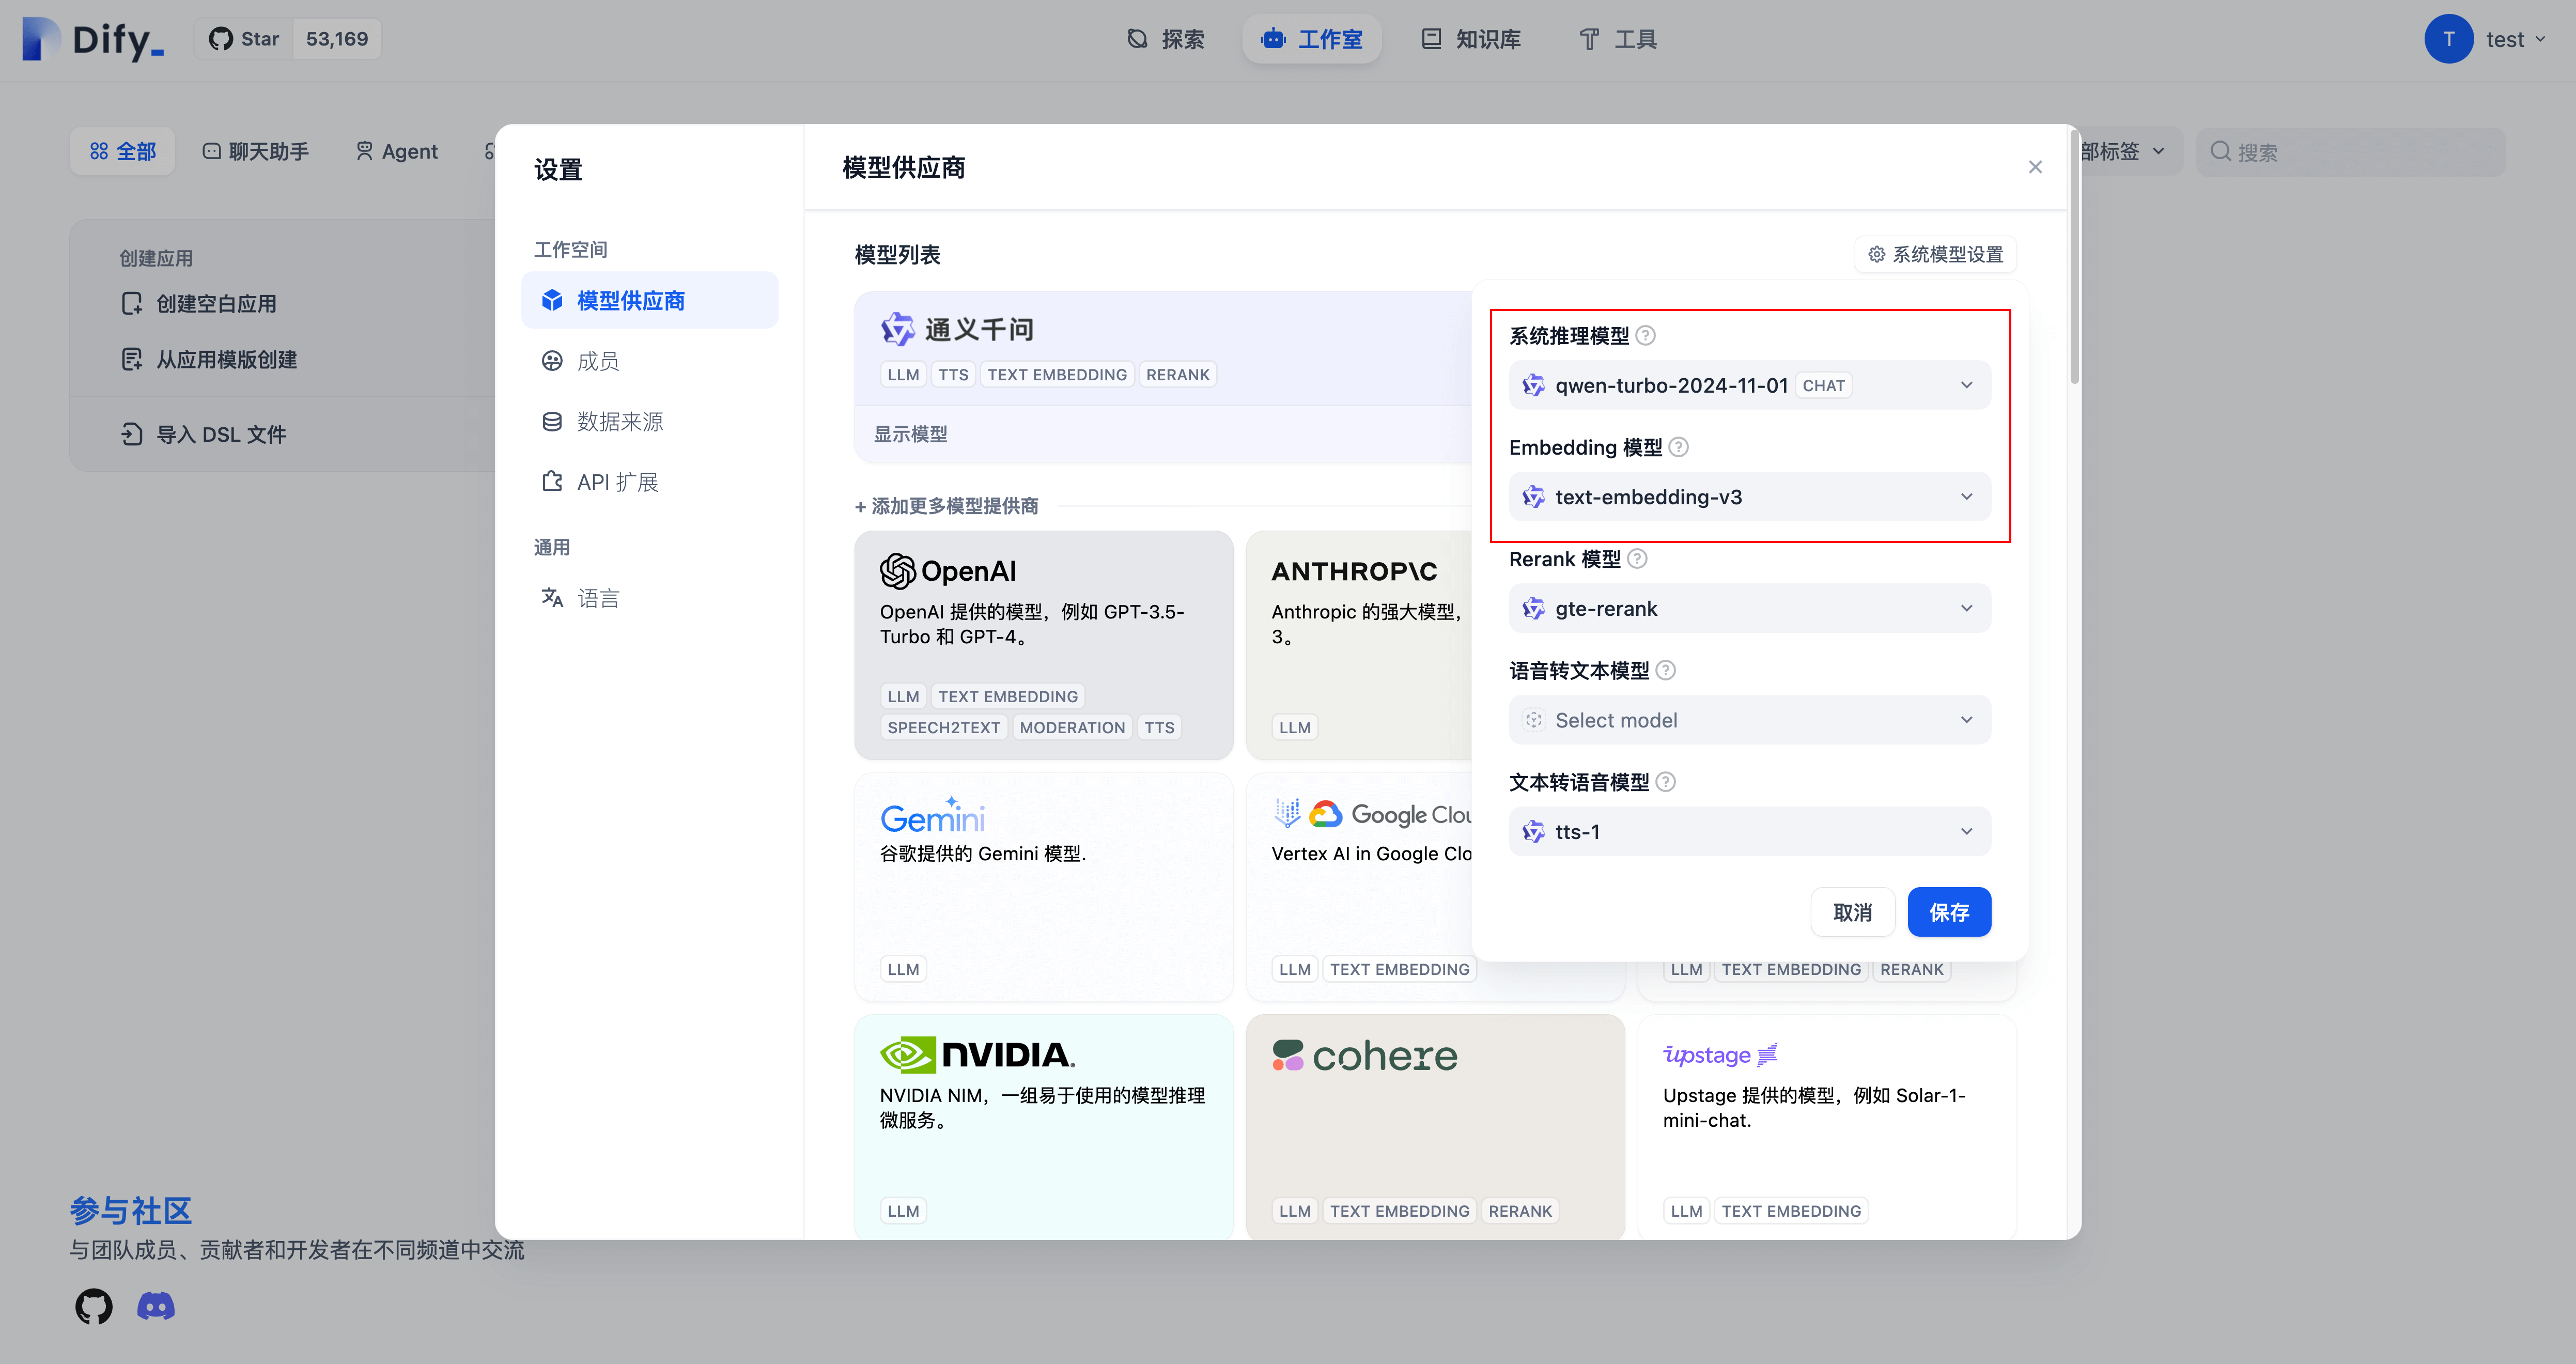 Dify_
Star 53,169
探索
工作室
知识库
工具
T test
全部
聊天助手
Agent
部标签
搜索
创建应用
创建空白应用
从应用模版创建
导入 DSL 文件
参与社区
与团队成员、贡献者和开发者在不同频道中交流
设置
工作空间
模型供应商
成员
数据来源
API 扩展
通用
语言
模型供应商
模型列表
系统模型设置
通义千问
LLM TTS TEXT EMBEDDING RERANK
显示模型
+ 添加更多模型提供商
OpenAI
OpenAI 提供的模型，例如 GPT-3.5-
Turbo 和 GPT-4。
LLM TEXT EMBEDDING
SPEECH2TEXT MODERATION TTS
ANTHROP\C
Anthropic 的强大模型，
3。
LLM
Gemini
谷歌提供的 Gemini 模型.
LLM
Google Clou
Vertex AI in Google Clo
LLM TEXT EMBEDDING
LLM TEXT EMBEDDING RERANK
NVIDIA.
NVIDIA NIM，一组易于使用的模型推理
微服务。
LLM
cohere
LLM TEXT EMBEDDING RERANK
upstage
Upstage 提供的模型，例如 Solar-1-
mini-chat.
LLM TEXT EMBEDDING
系统推理模型
qwen-turbo-2024-11-01 CHAT
Embedding 模型
text-embedding-v3
Rerank 模型
gte-rerank
语音转文本模型
Select model
文本转语音模型
tts-1
取消
保存